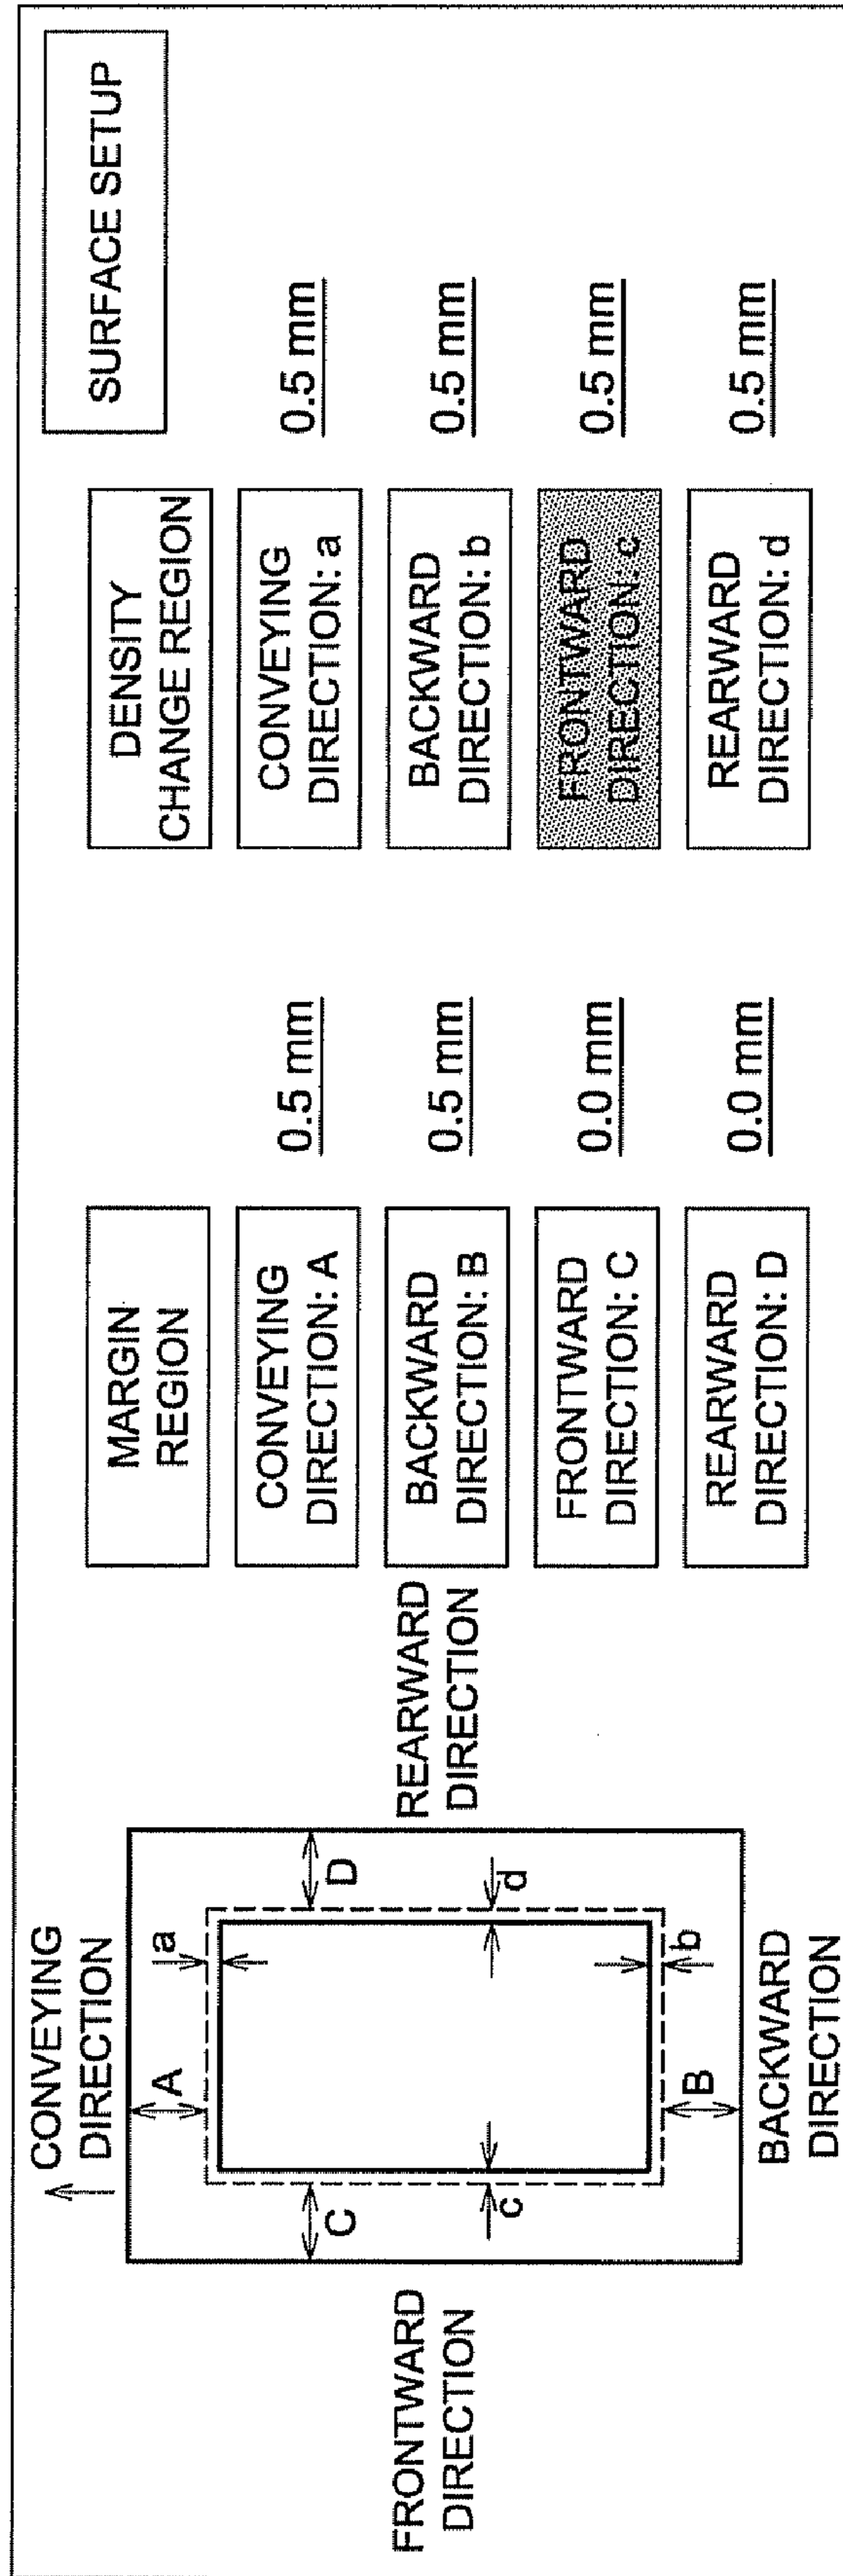 SURFACE SETUP
CONVEYING
DIRECTION
A
a
C
D
c
d
B
b
FRONTWARD
DIRECTION
REARWARD
DIRECTION
BACKWARD
DIRECTION
MARGIN
REGION
CONVEYING
DIRECTION: A
0.5 mm
BACKWARD
DIRECTION: B
0.5 mm
FRONTWARD
DIRECTION: C
0.0 mm
REARWARD
DIRECTION: D
0.0 mm
DENSITY
CHANGE REGION
CONVEYING
DIRECTION: a
0.5 mm
BACKWARD
DIRECTION: b
0.5 mm
FRONTWARD
DIRECTION: c
0.5 mm
REARWARD
DIRECTION: d
0.5 mm